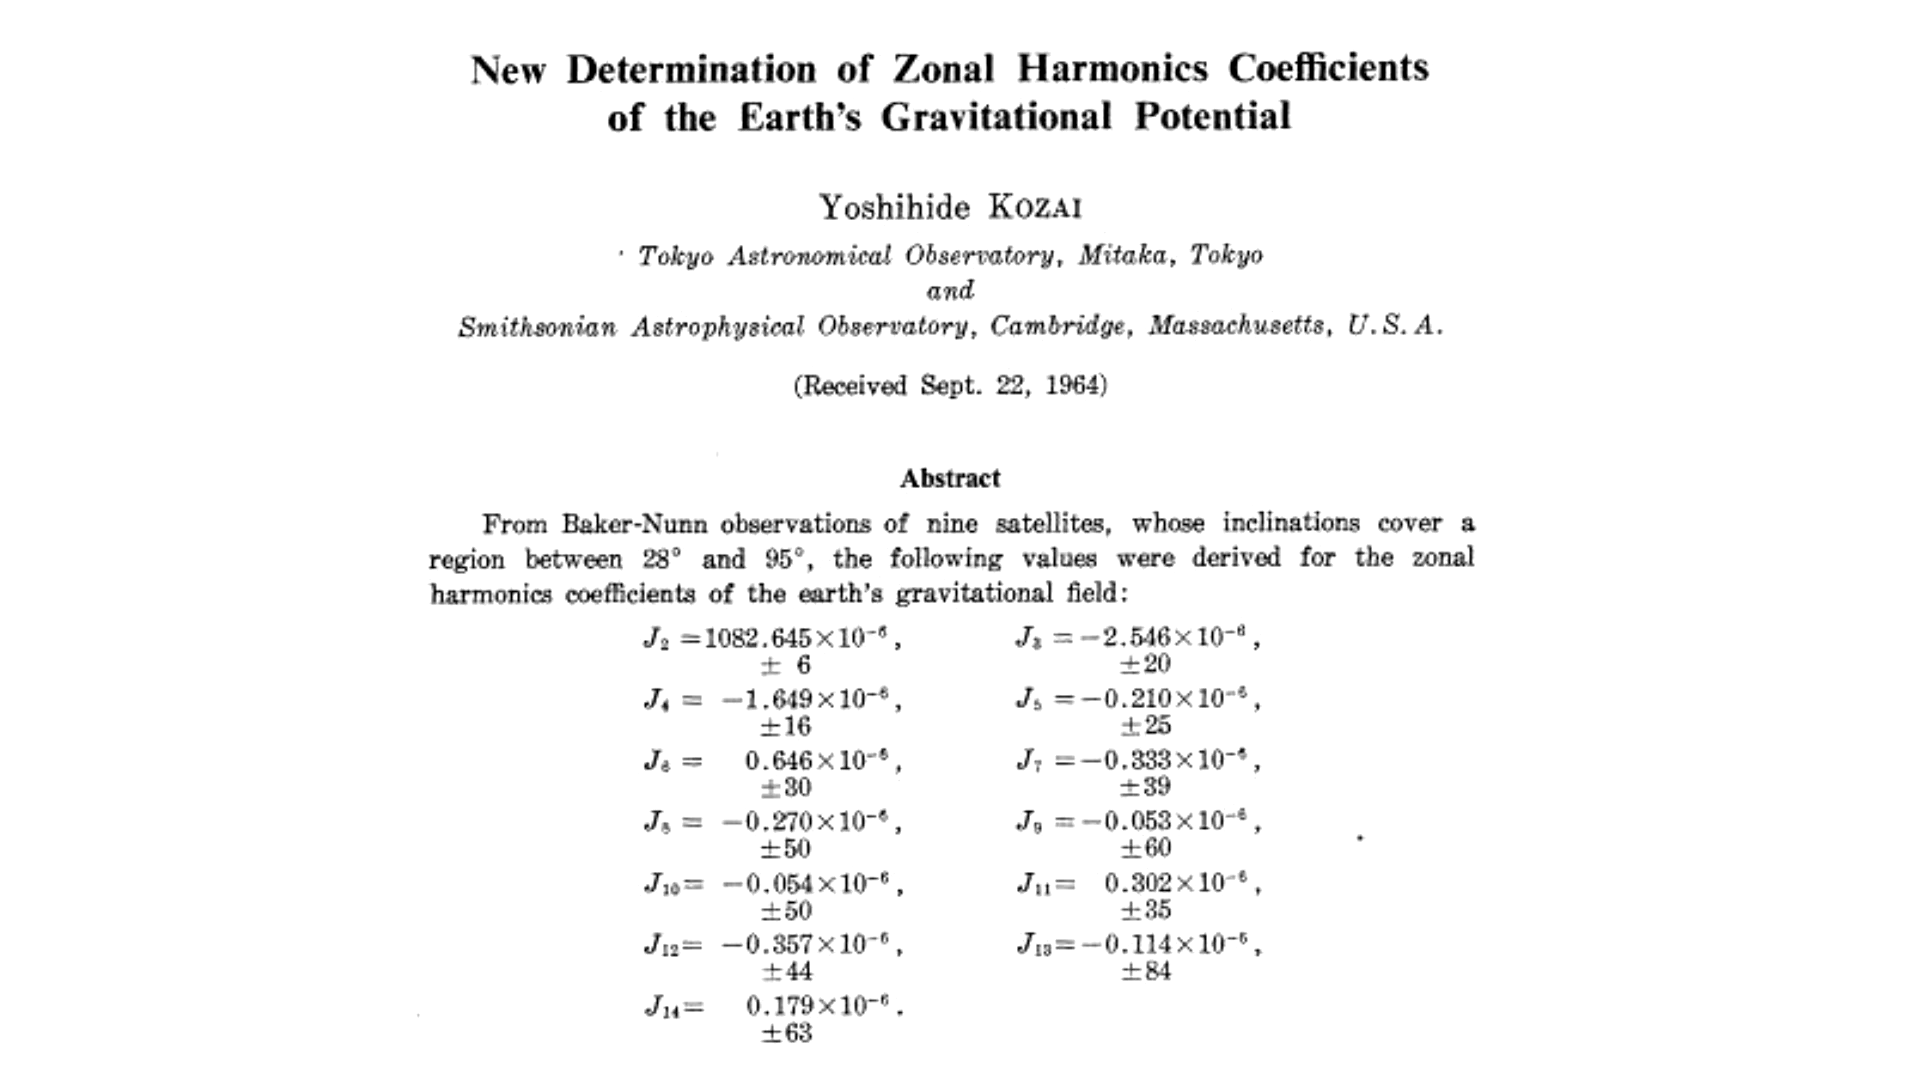 New Determination of Zonal Harmonics Coefficients
of the Earth's Gravitational Potential
Yoshihide KOZAI
Tokyo Astronomical Observatory, Mitaka, Tokyo
and
Smithsonian Astrophysical Observatory, Cambridge, Massachusetts, U.S.A.
(Received Sept. 22, 1964)
Abstract
From Baker-Nunn observations of nine satellites, whose inclinations cover a
region between 28° and 95°, the following values were derived for the zonal
harmonics coefficients of the earth's gravitational field:
J₂ =1082.645×10⁻⁶, J₃ =−2.546×10⁻⁶,
± 6 ±20
J₄ = −1.649×10⁻⁶, J₅ =−0.210×10⁻⁶,
±16 ±25
J₆ = 0.646×10⁻⁶, J₇ =−0.333×10⁻⁶,
±30 ±39
J₈ = −0.270×10⁻⁶, J₉ =−0.053×10⁻⁶,
±50 ±60
J₁₀= −0.054×10⁻⁶, J₁₁= 0.302×10⁻⁶,
±50 ±35
J₁₂= −0.357×10⁻⁶, J₁₃=−0.114×10⁻⁶,
±44 ±84
J₁₄= 0.179×10⁻⁶.
±63